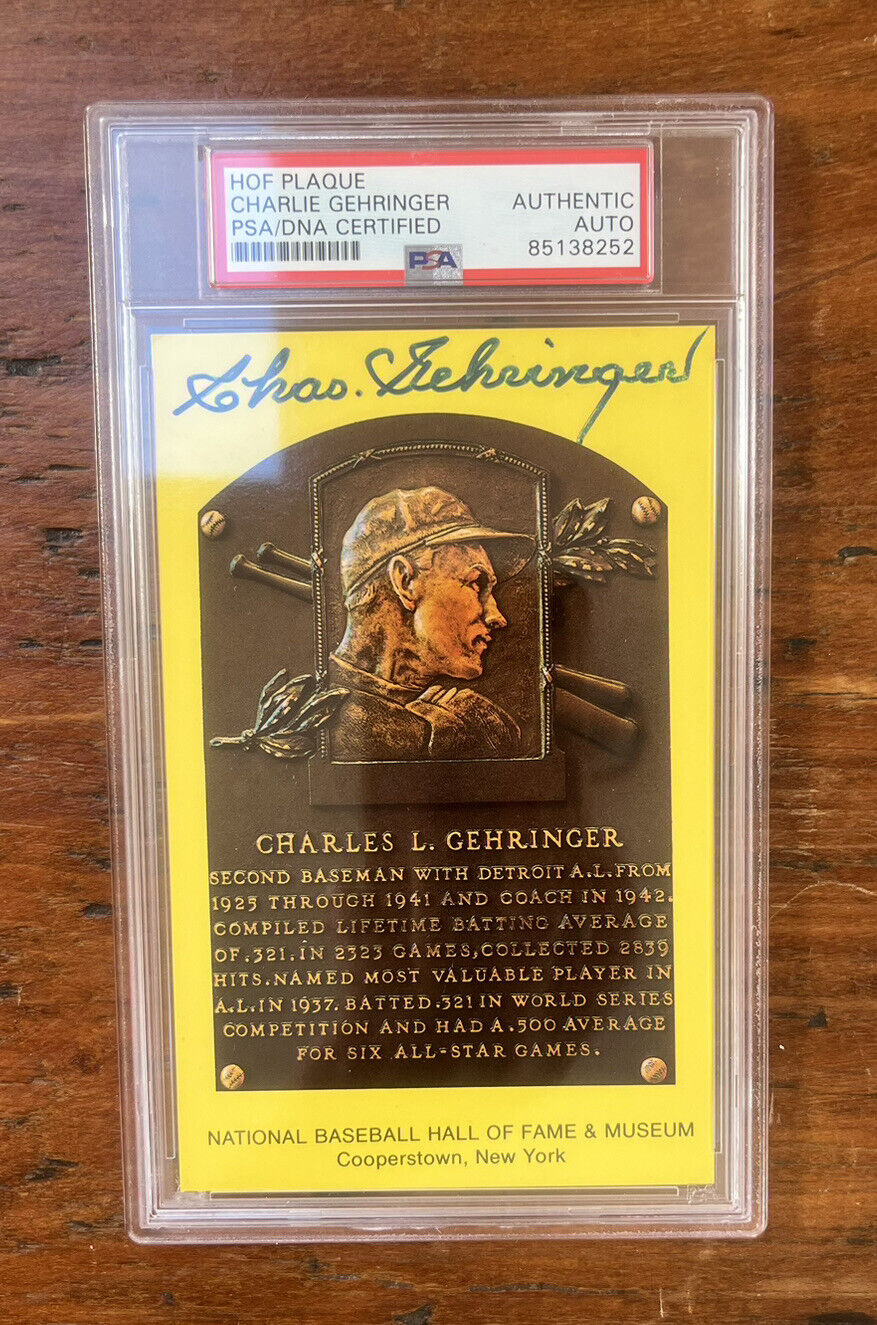 HOF PLAQUE
CHARLIE GEHRINGER AUTHENTIC
PSA/DNA CERTIFIED AUTO
PSA 85138252
Chas. Gehringer
CHARLES L. GEHRINGER
SECOND BASEMAN WITH DETROIT A.L. FROM
1925 THROUGH 1941 AND COACH IN 1942.
COMPILED LIFETIME BATTING AVERAGE
OF .321. IN 2323 GAMES, COLLECTED 2839
HITS. NAMED MOST VALUABLE PLAYER IN
A.L. IN 1937. BATTED .321 IN WORLD SERIES
COMPETITION AND HAD A .500 AVERAGE
FOR SIX ALL-STAR GAMES.
NATIONAL BASEBALL HALL OF FAME & MUSEUM
Cooperstown, New York